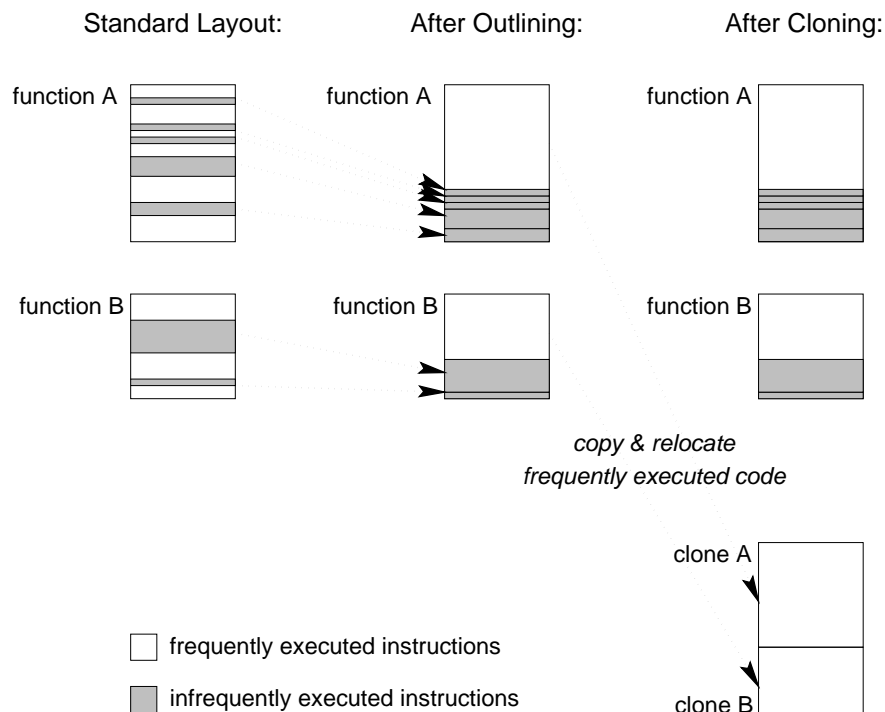 Standard Layout: After Outlining: After Cloning:
function A function A function A
function B function B function B
copy & relocate
frequently executed code
clone A
frequently executed instructions
infrequently executed instructions
clone B